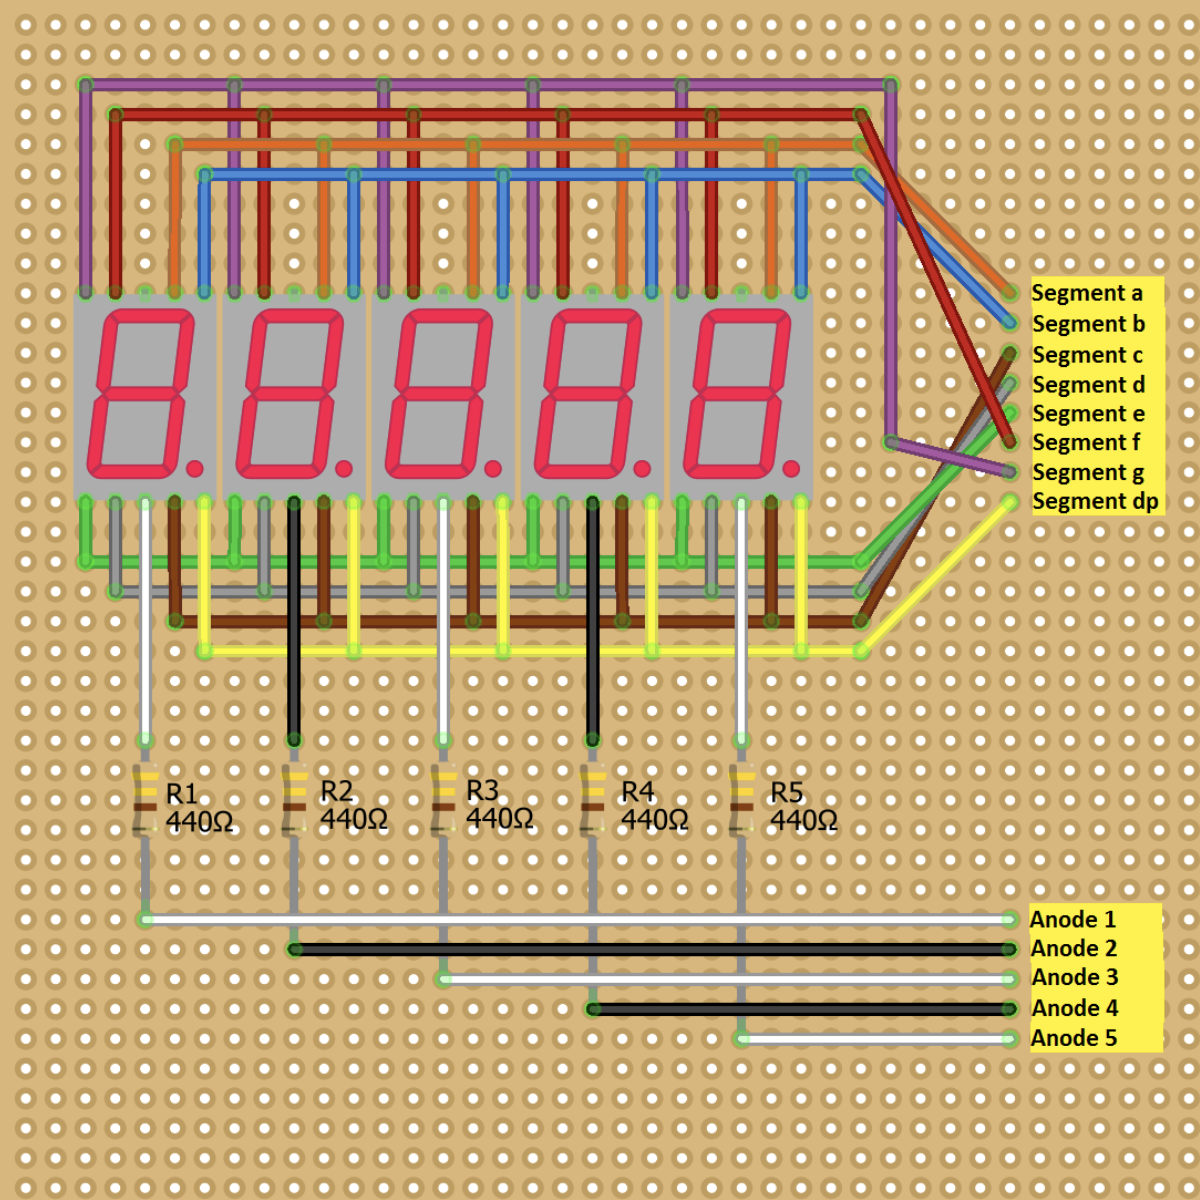 Segment a
Segment b
Segment c
Segment d
Segment e
Segment f
Segment g
Segment dp
R1
440Ω
R2
440Ω
R3
440Ω
R4
440Ω
R5
440Ω
Anode 1
Anode 2
Anode 3
Anode 4
Anode 5